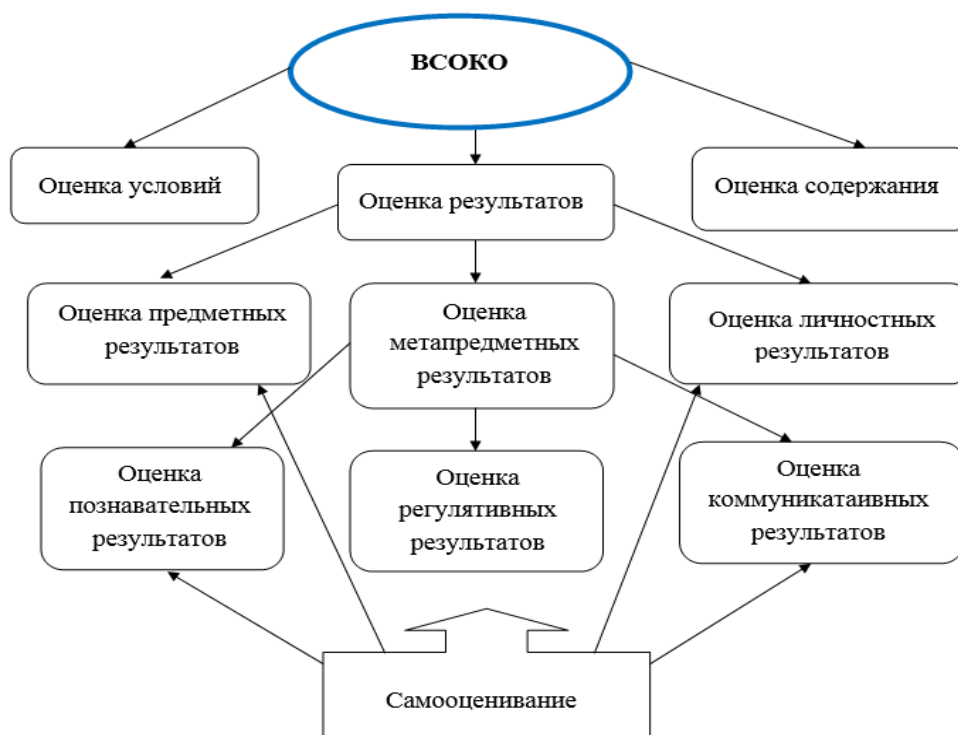 ВСОКО
Оценка условий
Оценка результатов
Оценка содержания
Оценка предметных
результатов
Оценка
метапредметных
результатов
Оценка личностных
результатов
Оценка
познавательных
результатов
Оценка
регулятивных
результатов
Оценка
коммуникатаивных
результатов
Самооценивание